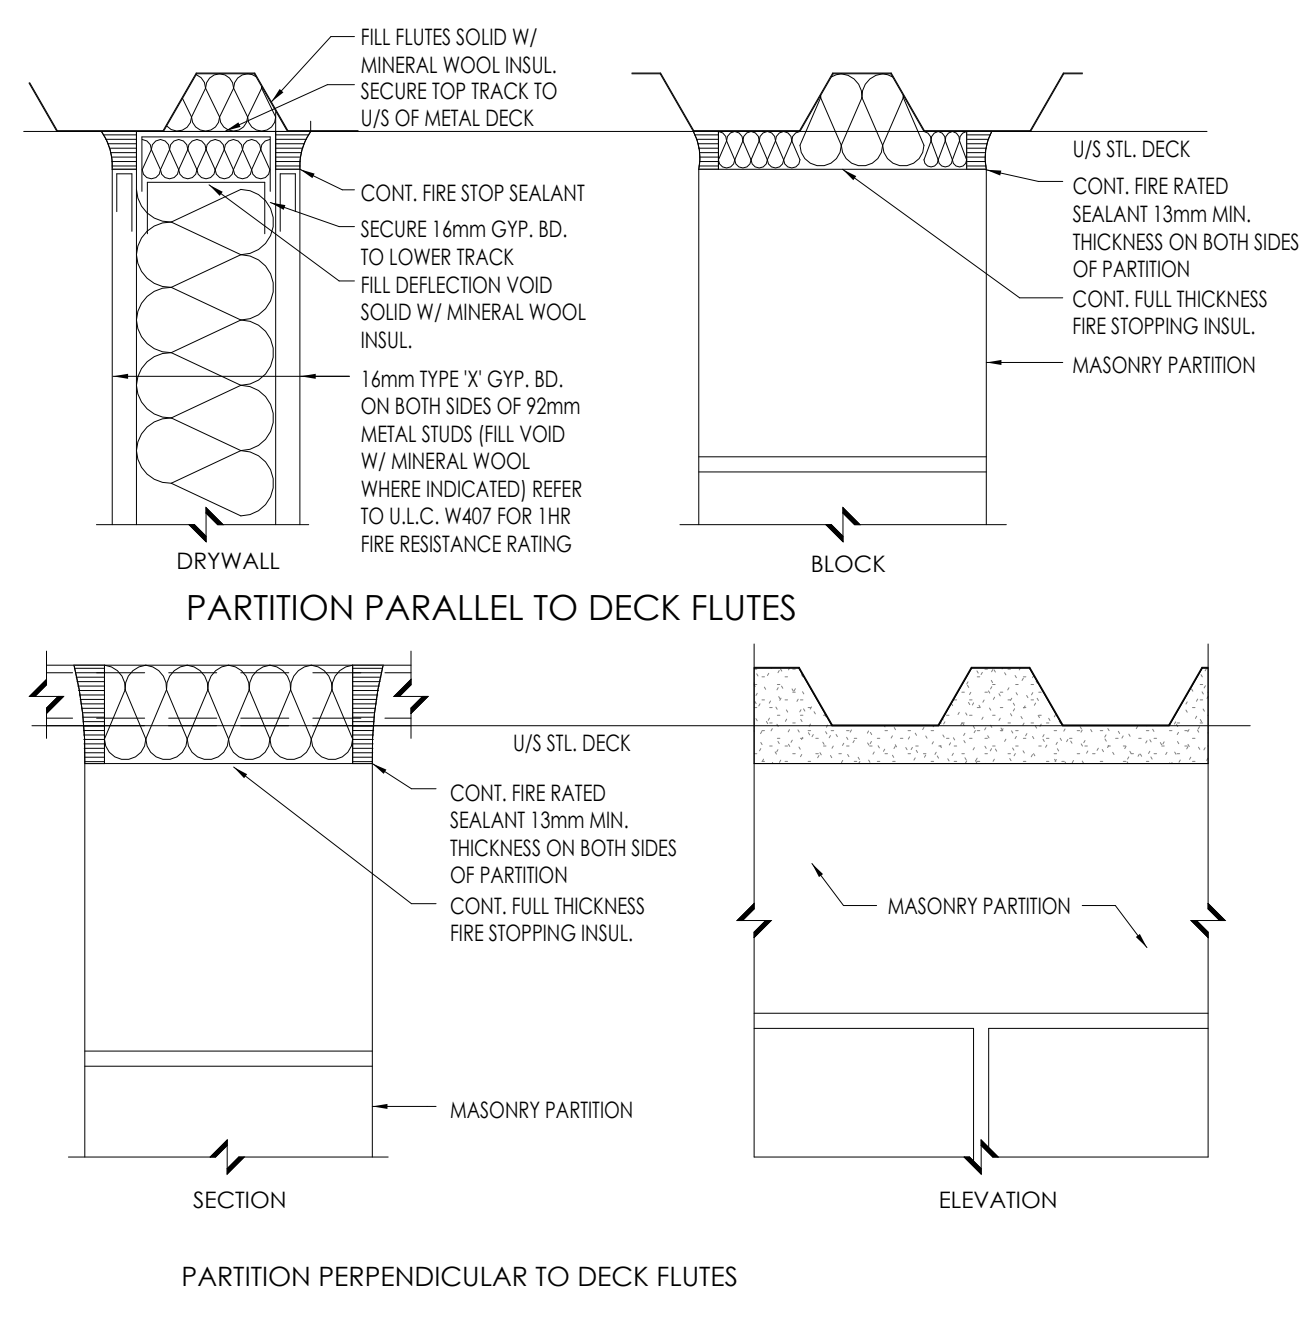 FILL FLUTES SOLID W/
MINERAL WOOL INSUL.
SECURE TOP TRACK TO
U/S OF METAL DECK
CONT. FIRE STOP SEALANT
SECURE 16mm GYP. BD.
TO LOWER TRACK
FILL DEFLECTION VOID
SOLID W/ MINERAL WOOL
INSUL.
16mm TYPE 'X' GYP. BD.
ON BOTH SIDES OF 92mm
METAL STUDS (FILL VOID
W/ MINERAL WOOL
WHERE INDICATED) REFER
TO U.L.C. W407 FOR 1HR
FIRE RESISTANCE RATING
DRYWALL
U/S STL. DECK
CONT. FIRE RATED
SEALANT 13mm MIN.
THICKNESS ON BOTH SIDES
OF PARTITION
CONT. FULL THICKNESS
FIRE STOPPING INSUL.
MASONRY PARTITION
BLOCK
PARTITION PARALLEL TO DECK FLUTES
U/S STL. DECK
CONT. FIRE RATED
SEALANT 13mm MIN.
THICKNESS ON BOTH SIDES
OF PARTITION
CONT. FULL THICKNESS
FIRE STOPPING INSUL.
MASONRY PARTITION
SECTION
MASONRY PARTITION
ELEVATION
PARTITION PERPENDICULAR TO DECK FLUTES